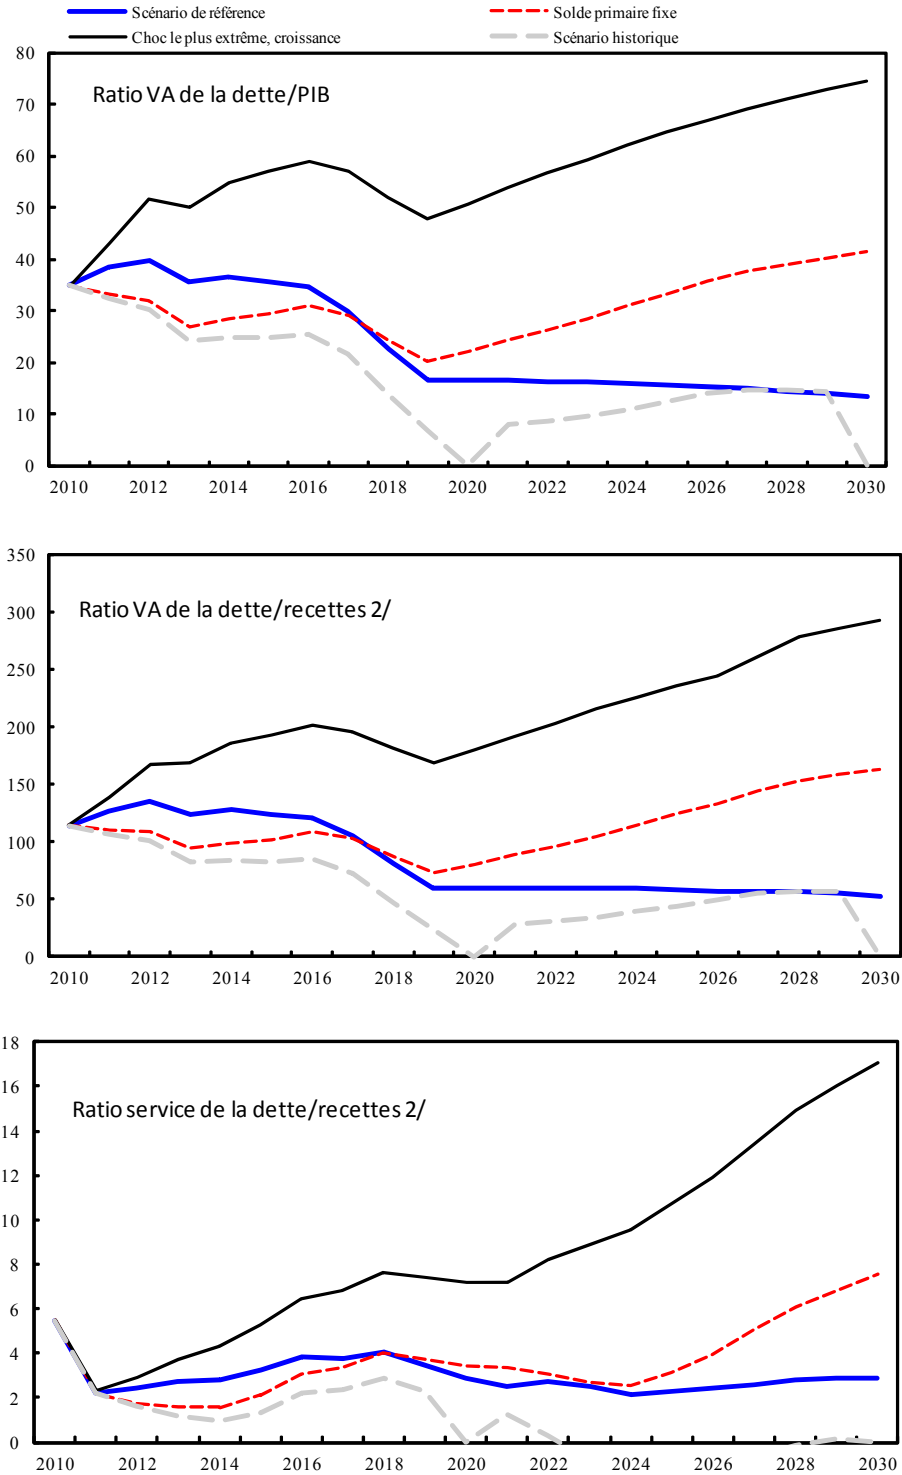 Scénario de référence
Solde primaire fixe
Choc le plus extrême, croissance
Scénario historique
80
70
60
50
40
30
20
10
0
Ratio VA de la dette/PIB
2010 2012 2014 2016 2018 2020 2022 2024 2026 2028 2030
350
300
250
200
150
100
50
0
Ratio VA de la dette/recettes 2/
2010 2012 2014 2016 2018 2020 2022 2024 2026 2028 2030
18
16
14
12
10
8
6
4
2
0
Ratio service de la dette/recettes 2/
2010 2012 2014 2016 2018 2020 2022 2024 2026 2028 2030